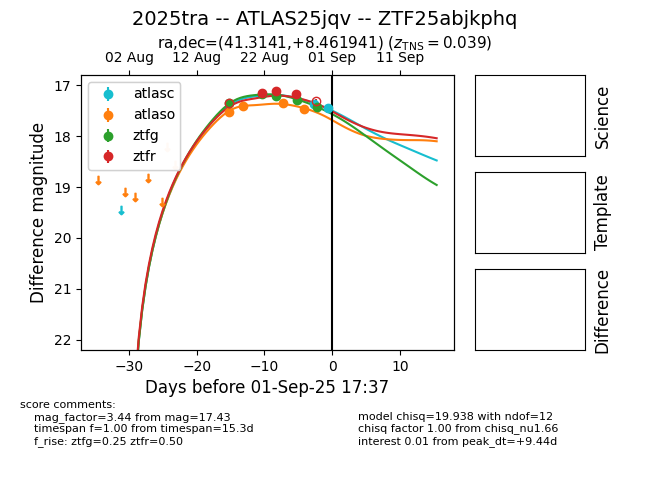 2025tra -- ATLAS25jqv -- ZTF25abjkphq
ra,dec=(41.3141,+8.461941) (zTNS = 0.039)
02 Aug 12 Aug 22 Aug 01 Sep 11 Sep
17
18
19
20
21
22
Difference magnitude
atlasc
atlaso
ztfg
ztfr
−30 −20 −10 0 10
Days before 01-Sep-25 17:37
Science
Template
Difference
score comments:
mag_factor=3.44 from mag=17.43
timespan f=1.00 from timespan=15.3d
f_rise: ztfg=0.25 ztfr=0.50
model chisq=19.938 with ndof=12
chisq factor 1.00 from chisq_nu1.66
interest 0.01 from peak_dt=+9.44d